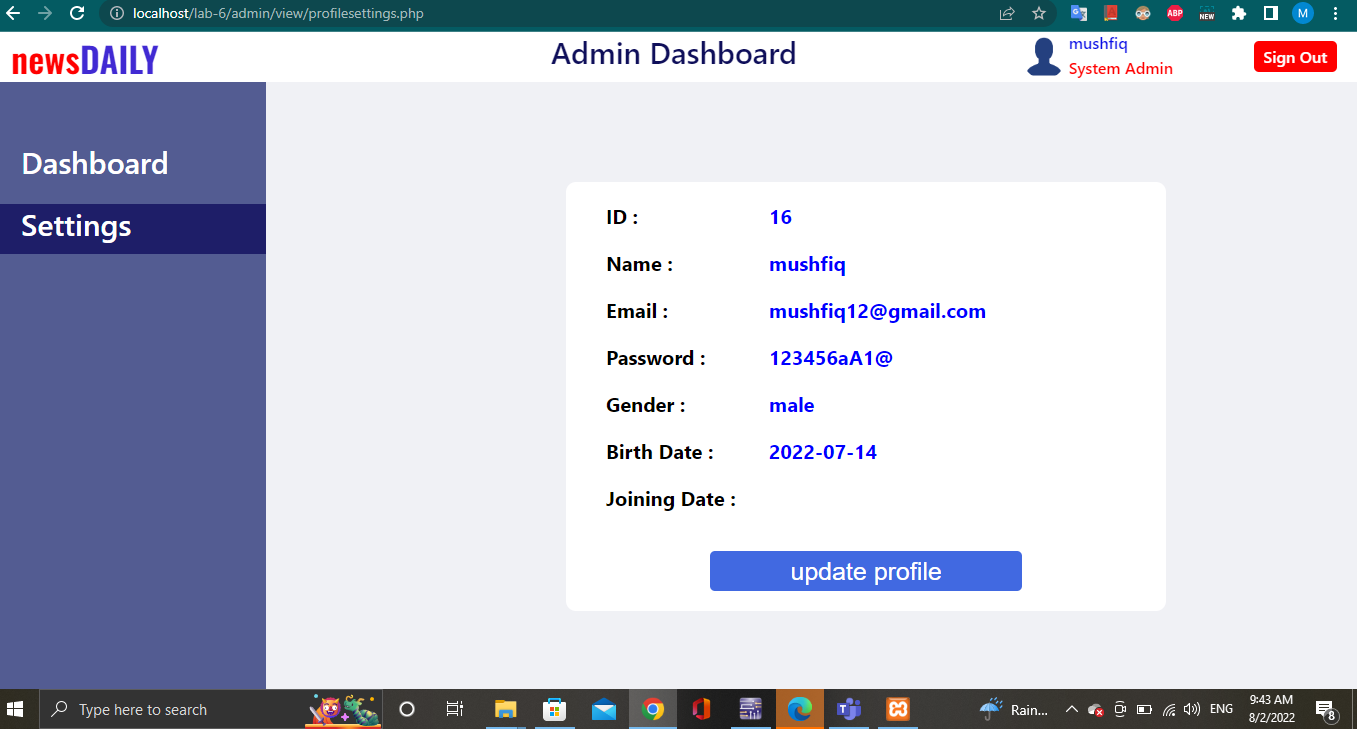 localhost/lab-6/admin/view/profilesettings.php
ABP
NEW
M
newsDAILY
Admin Dashboard
mushfiq
System Admin
Sign Out
Dashboard
Settings
ID : 16
Name : mushfiq
Email : mushfiq12@gmail.com
Password : 123456aA1@
Gender : male
Birth Date : 2022-07-14
Joining Date :
update profile
Type here to search
Rain...
ENG
9:43 AM
8/2/2022
8